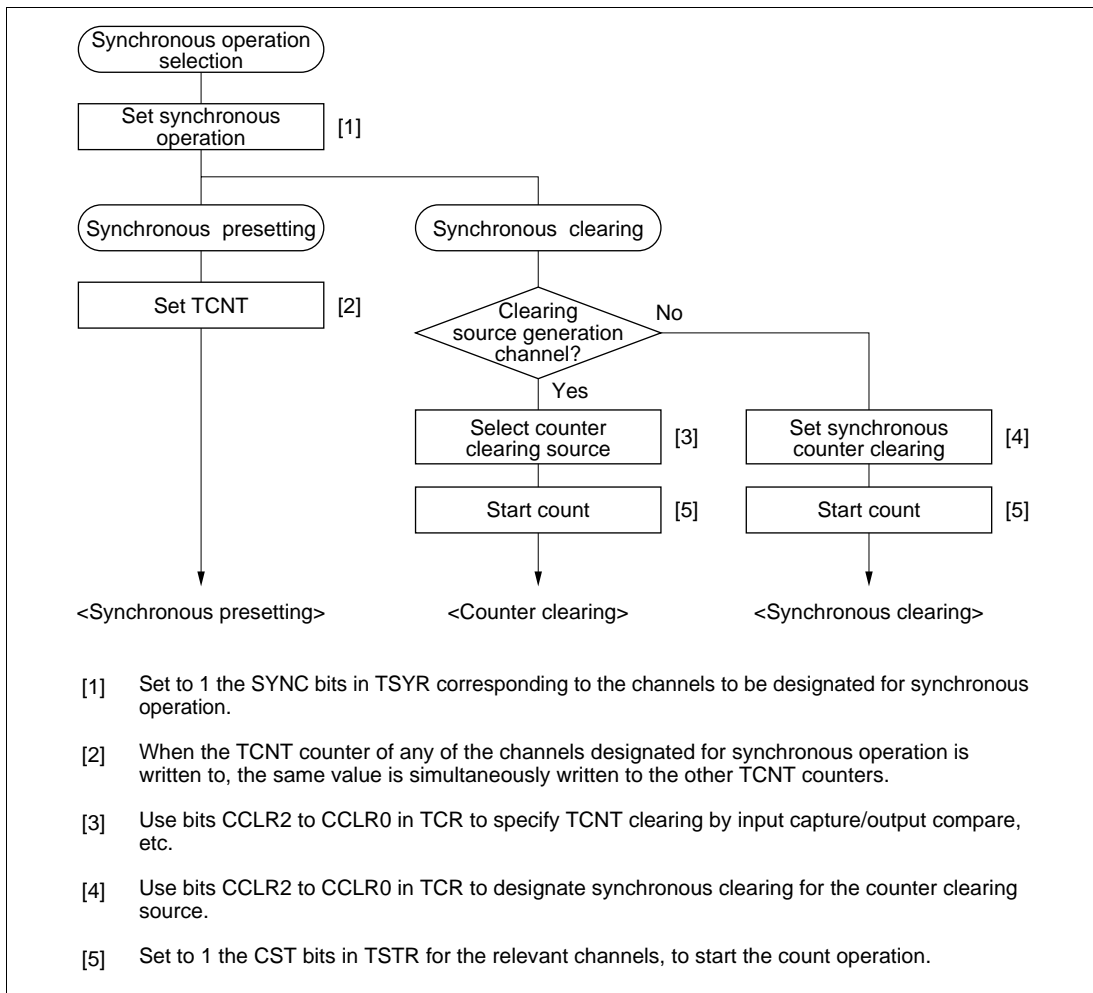 Synchronous operation
selection
Set synchronous
operation
[1]
Synchronous presetting
Synchronous clearing
Set TCNT
[2]
Clearing
source generation
channel?
No
Yes
Select counter
clearing source
[3]
Set synchronous
counter clearing
[4]
Start count
[5]
Start count
[5]
<Synchronous presetting>
<Counter clearing>
<Synchronous clearing>
[1] Set to 1 the SYNC bits in TSYR corresponding to the channels to be designated for synchronous
operation.
[2] When the TCNT counter of any of the channels designated for synchronous operation is
written to, the same value is simultaneously written to the other TCNT counters.
[3] Use bits CCLR2 to CCLR0 in TCR to specify TCNT clearing by input capture/output compare,
etc.
[4] Use bits CCLR2 to CCLR0 in TCR to designate synchronous clearing for the counter clearing
source.
[5] Set to 1 the CST bits in TSTR for the relevant channels, to start the count operation.